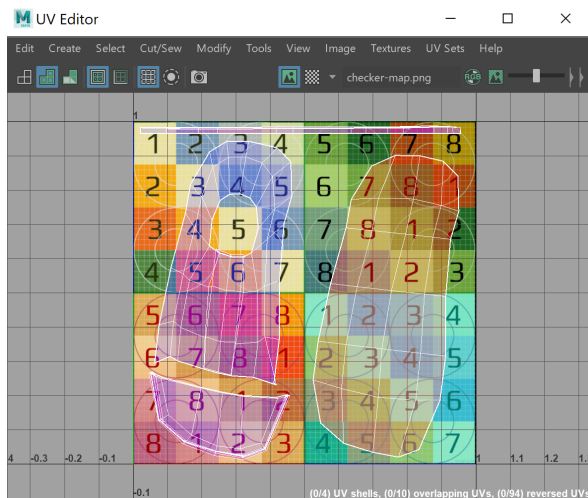 UV Editor
Edit Create Select Cut/Sew Modify Tools View Image Textures UV Sets Help
checker-map.png RGB
1
1 2 3 4 5 6 7 8
2 3 4 5 6 7 8 1
3 4 5 6 7 8 1 2
4 5 6 7 8 1 2 3
5 6 7 8 1 2 3 4
6 7 8 1 2 3 4 5
7 8 1 2 3 4 5 6
8 1 2 3 4 5 6 7
4 -0.3 -0.2 -0.1 1 1.1 1.2 1.
-0.1
(0/4) UV shells, (0/10) overlapping UVs, (0/94) reversed UVs